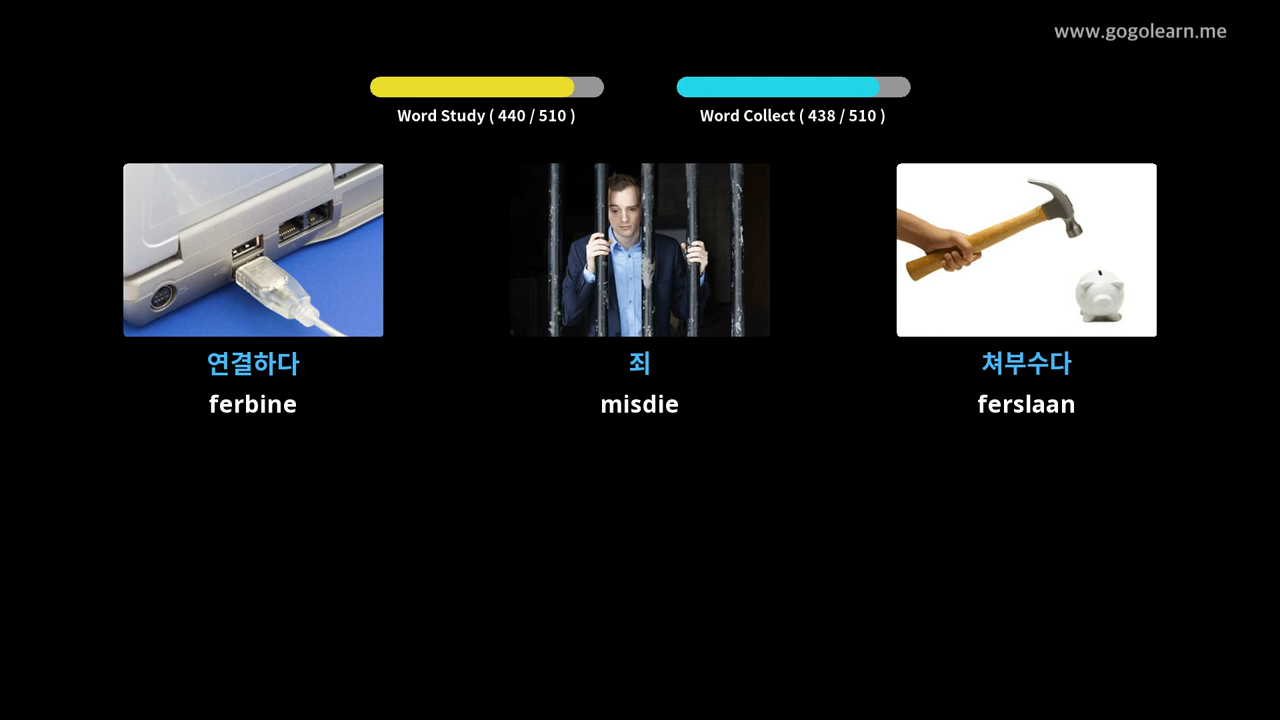 www.gogolearn.me
Word Study ( 440 / 510 )
Word Collect ( 438 / 510 )
연결하다
죄
쳐부수다
ferbine
misdie
ferslaan